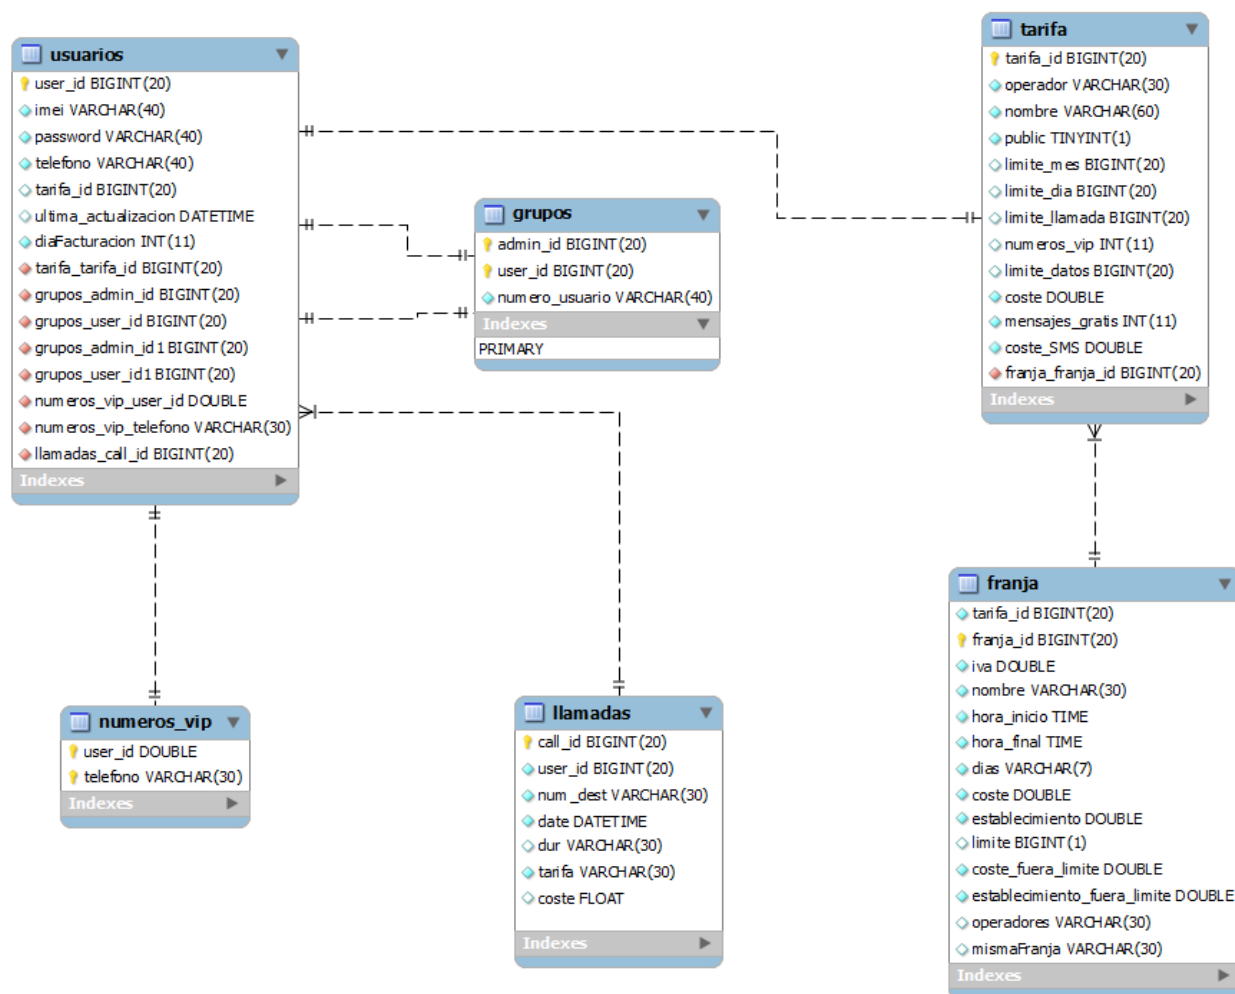 usuarios
user_id BIGINT(20)
imei VARCHAR(40)
password VARCHAR(40)
telefono VARCHAR(40)
tarifa_id BIGINT(20)
ultima_actualizacion DATETIME
diaFacturacion INT(11)
tarifa_tarifa_id BIGINT(20)
grupos_admin_id BIGINT(20)
grupos_user_id BIGINT(20)
grupos_admin_id1 BIGINT(20)
grupos_user_id1 BIGINT(20)
numeros_vip_user_id DOUBLE
numeros_vip_telefono VARCHAR(30)
llamadas_call_id BIGINT(20)
Indexes
grupos
admin_id BIGINT(20)
user_id BIGINT(20)
numero_usuario VARCHAR(40)
Indexes
PRIMARY
tarifa
tarifa_id BIGINT(20)
operador VARCHAR(30)
nombre VARCHAR(60)
public TINYINT(1)
limite_mes BIGINT(20)
limite_dia BIGINT(20)
limite_llamada BIGINT(20)
numeros_vip INT(11)
limite_datos BIGINT(20)
coste DOUBLE
mensajes_gratis INT(11)
coste_SMS DOUBLE
franja_franja_id BIGINT(20)
Indexes
numeros_vip
user_id DOUBLE
telefono VARCHAR(30)
Indexes
llamadas
call_id BIGINT(20)
user_id BIGINT(20)
num_dest VARCHAR(30)
date DATETIME
dur VARCHAR(30)
tarifa VARCHAR(30)
coste FLOAT
Indexes
franja
tarifa_id BIGINT(20)
franja_id BIGINT(20)
iva DOUBLE
nombre VARCHAR(30)
hora_inicio TIME
hora_final TIME
dias VARCHAR(7)
coste DOUBLE
establecimiento DOUBLE
limite BIGINT(1)
coste_fuera_limite DOUBLE
establecimiento_fuera_limite DOUBLE
operadores VARCHAR(30)
mismaFranja VARCHAR(30)
Indexes